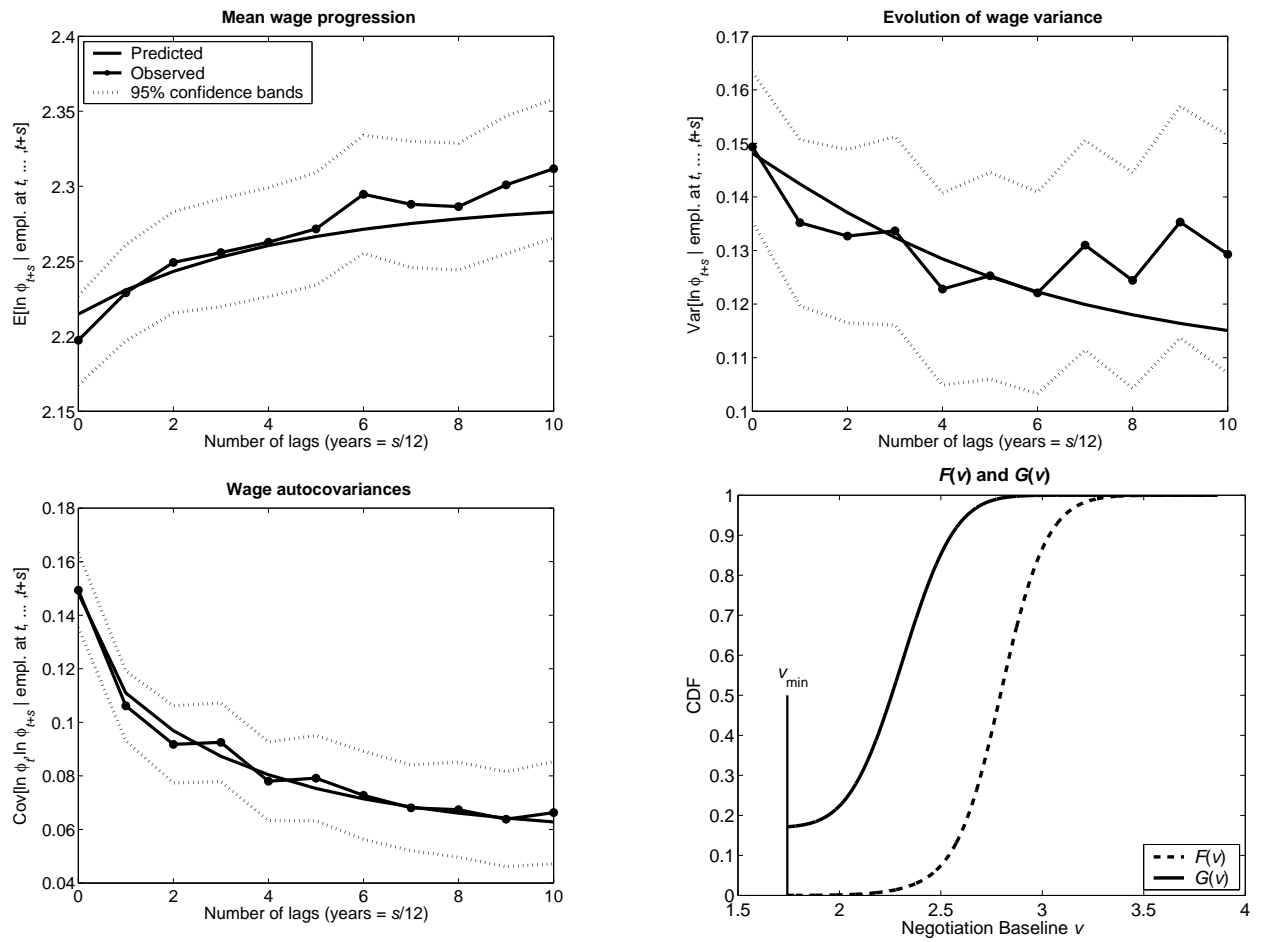 Mean wage progression
2.4
2.35
2.3
2.25
2.2
2.15
E[ln ϕt+s | empl. at t, ... ,t+s]
Predicted
Observed
95% confidence bands
0 2 4 6 8 10
Number of lags (years = s/12)
Evolution of wage variance
0.17
0.16
0.15
0.14
0.13
0.12
0.11
0.1
Var[ln ϕt+s | empl. at t, ... ,t+s]
0 2 4 6 8 10
Number of lags (years = s/12)
Wage autocovariances
0.18
0.16
0.14
0.12
0.1
0.08
0.06
0.04
Cov[ln ϕt,ln ϕt+s | empl. at t, ... ,t+s]
0 2 4 6 8 10
Number of lags (years = s/12)
F(v) and G(v)
1
0.9
0.8
0.7
0.6
0.5
0.4
0.3
0.2
0.1
0
CDF
vmin
F(v)
G(v)
1.5 2 2.5 3 3.5 4
Negotiation Baseline v